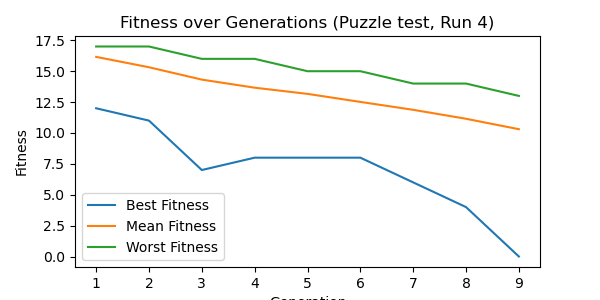 Fitness over Generations (Puzzle test, Run 4)
17.5
15.0
12.5
10.0
7.5
5.0
2.5
0.0
Fitness
Best Fitness
Mean Fitness
Worst Fitness
1 2 3 4 5 6 7 8 9
Generation